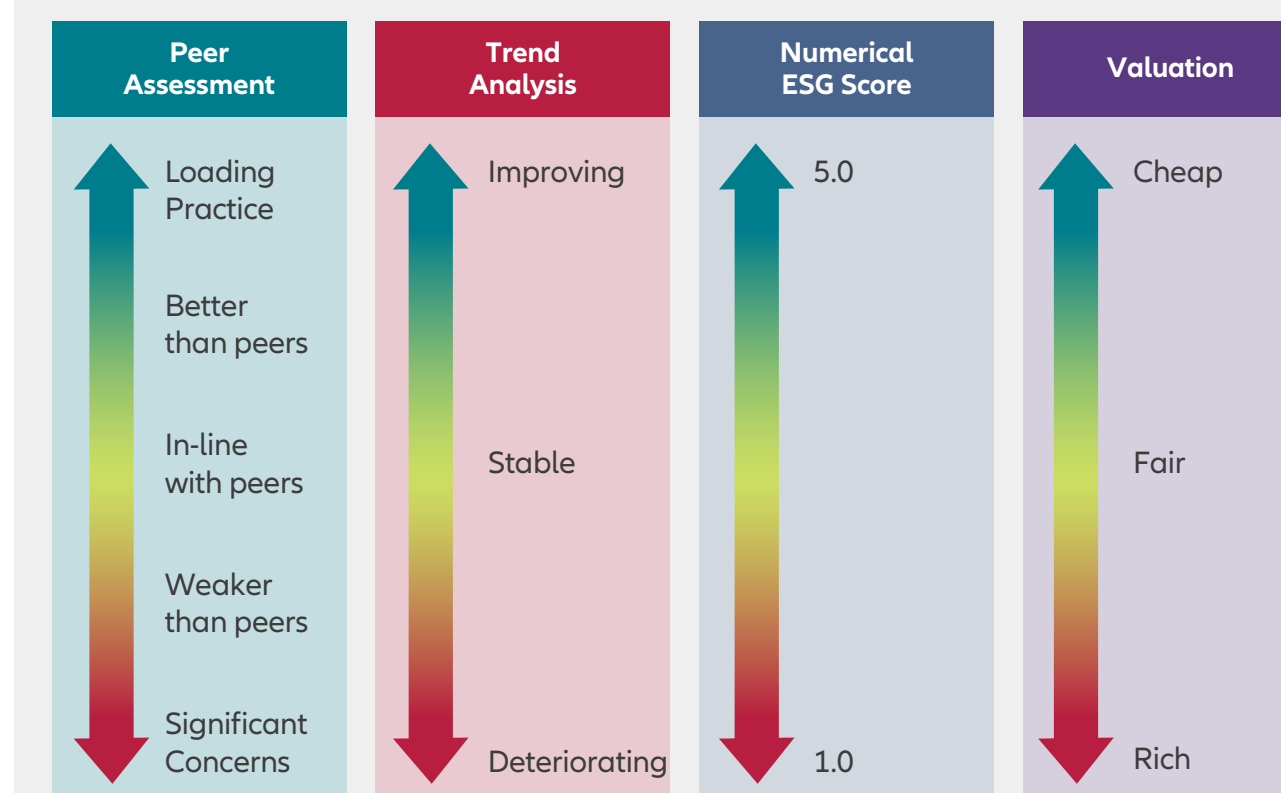 Peer
Assessment
Loading
Practice
Better
than peers
In-line
with peers
Weaker
than peers
Significant
Concerns
Trend
Analysis
Improving
Stable
Deteriorating
Numerical
ESG Score
5.0
1.0
Valuation
Cheap
Fair
Rich